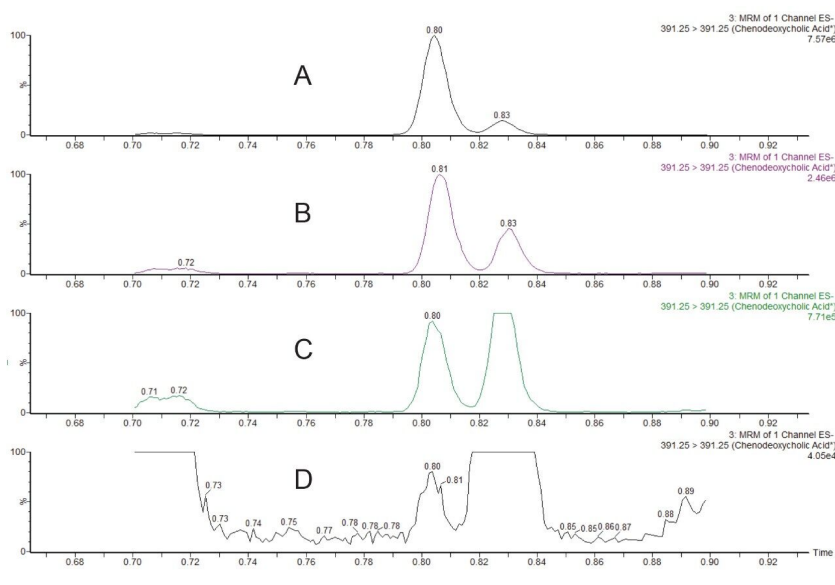 3: MRM of 1 Channel ES-
391.25 > 391.25 (Chenodeoxycholic Acid*)
7.57e6
100
%
0
A
0.80
0.83
0.68 0.70 0.72 0.74 0.76 0.78 0.80 0.82 0.84 0.86 0.88 0.90 0.92
3: MRM of 1 Channel ES-
391.25 > 391.25 (Chenodeoxycholic Acid*)
2.46e6
100
%
0
B
0.72
0.81
0.83
0.68 0.70 0.72 0.74 0.76 0.78 0.80 0.82 0.84 0.86 0.88 0.90 0.92
3: MRM of 1 Channel ES-
391.25 > 391.25 (Chenodeoxycholic Acid*)
7.71e5
100
%
0
C
0.71 0.72
0.80
0.68 0.70 0.72 0.74 0.76 0.78 0.80 0.82 0.84 0.86 0.88 0.90 0.92
3: MRM of 1 Channel ES-
391.25 > 391.25 (Chenodeoxycholic Acid*)
4.05e4
100
%
0
D
0.73 0.73 0.74 0.75 0.77 0.78 0.78 0.78 0.80 0.81 0.85 0.85 0.86 0.87 0.88 0.89
0.68 0.70 0.72 0.74 0.76 0.78 0.80 0.82 0.84 0.86 0.88 0.90 0.92
Time